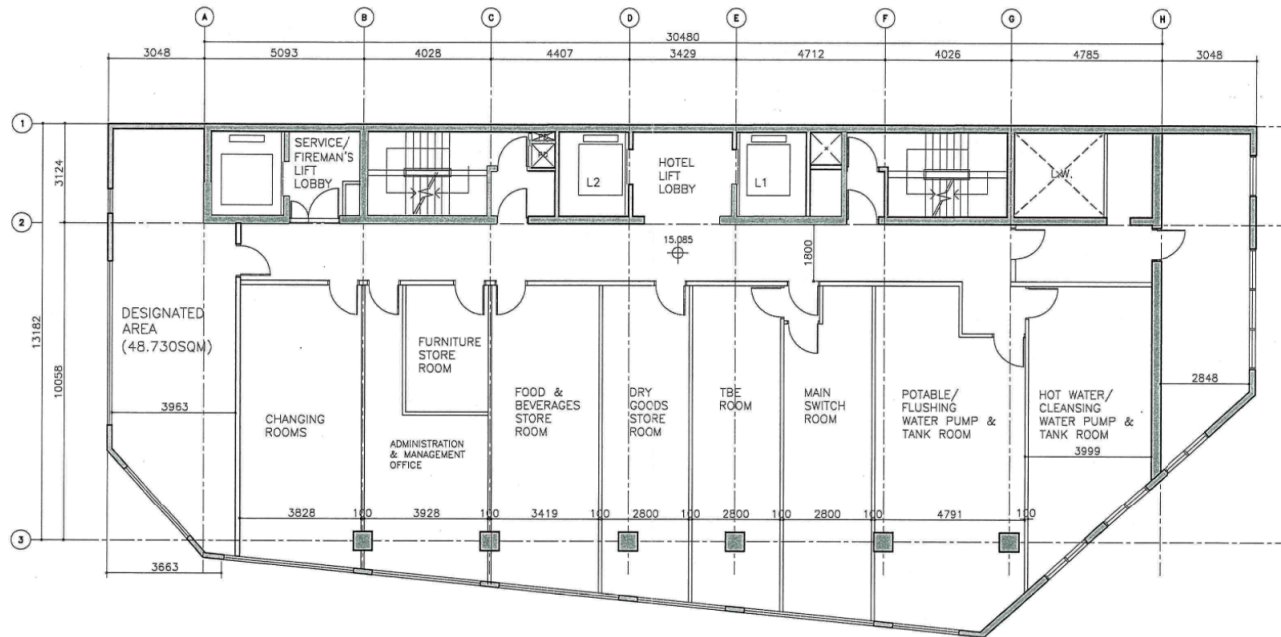 A B C D E F G H
30480
3048 5093 4028 4407 3429 4712 4026 4785 3048
1
SERVICE/
FIREMAN'S
LIFT
LOBBY
HOTEL
LIFT
LOBBY
L2
L1
L.W.
3124
2
15.085
1800
DESIGNATED
AREA
(48.730SQM)
13182
10058
3963
CHANGING
ROOMS
FURNITURE
STORE
ROOM
ADMINISTRATION
& MANAGEMENT
OFFICE
FOOD &
BEVERAGES
STORE
ROOM
DRY
GOODS
STORE
ROOM
TBE
ROOM
MAIN
SWITCH
ROOM
POTABLE/
FLUSHING
WATER PUMP &
TANK ROOM
HOT WATER/
CLEANSING
WATER PUMP &
TANK ROOM
2848
3999
3828 100 3928 100 3419 100 2800 100 2800 100 2800 100 4791 100
3
3663